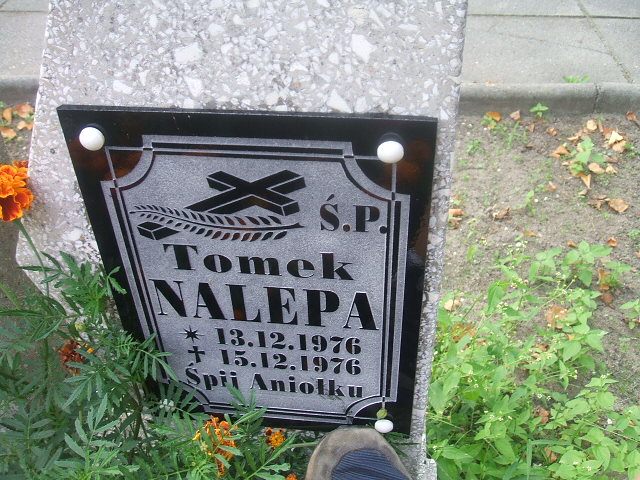 Ś.P.
Tomek
NALEPA
✶ 13.12.1976
✝ 15.12.1976
Śpij Aniołku